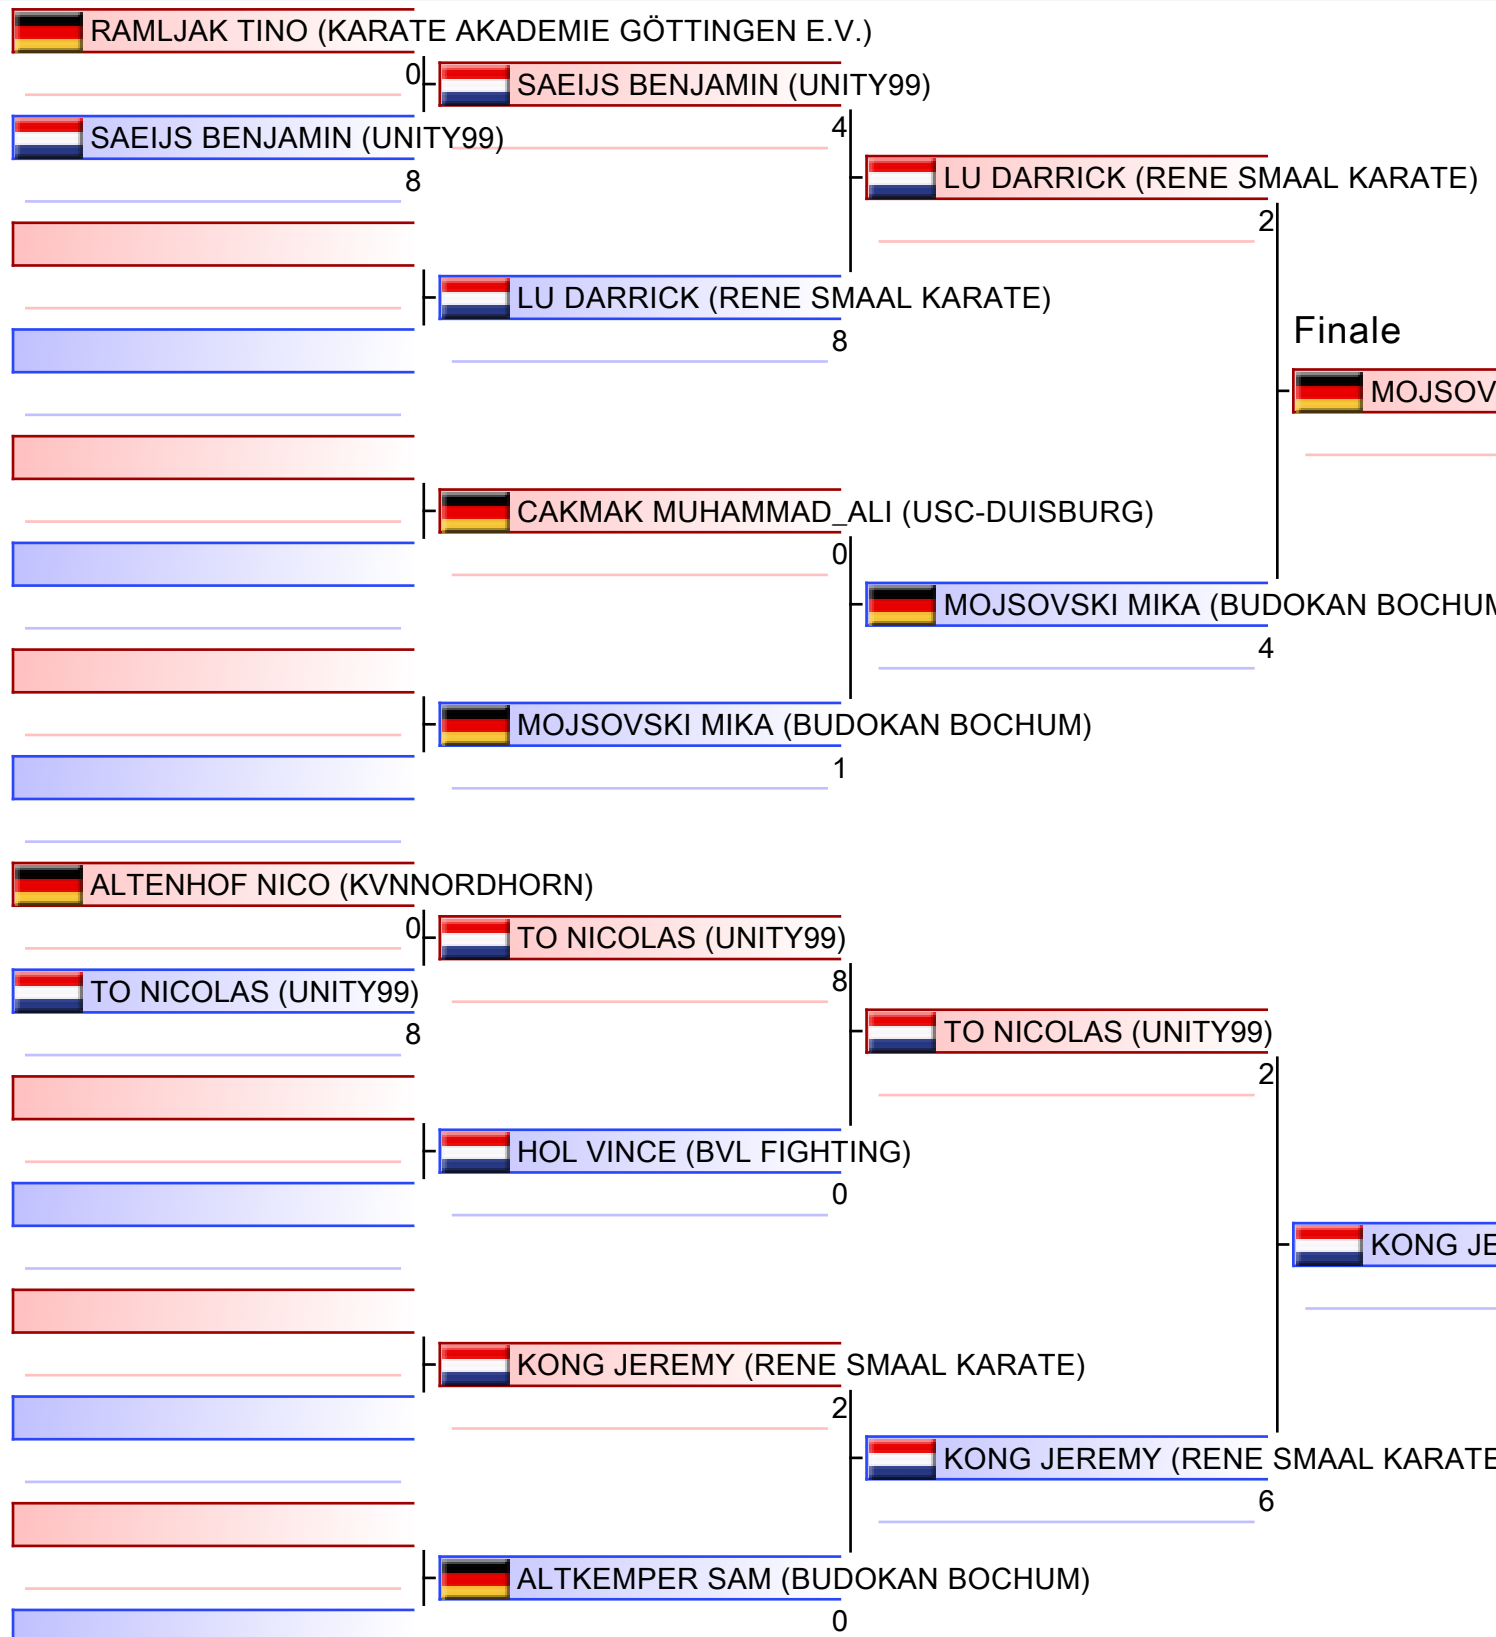 RAMLJAK TINO (KARATE AKADEMIE GÖTTINGEN E.V.)
0
SAEIJS BENJAMIN (UNITY99)
8
SAEIJS BENJAMIN (UNITY99)
4
LU DARRICK (RENE SMAAL KARATE)
8
CAKMAK MUHAMMAD_ALI (USC-DUISBURG)
0
MOJSOVSKI MIKA (BUDOKAN BOCHUM)
1
LU DARRICK (RENE SMAAL KARATE)
2
MOJSOVSKI MIKA (BUDOKAN BOCHUM
4
Finale
MOJSOV
ALTENHOF NICO (KVNNORDHORN)
0
TO NICOLAS (UNITY99)
8
TO NICOLAS (UNITY99)
8
HOL VINCE (BVL FIGHTING)
0
KONG JEREMY (RENE SMAAL KARATE)
2
ALTKEMPER SAM (BUDOKAN BOCHUM)
0
TO NICOLAS (UNITY99)
2
KONG JEREMY (RENE SMAAL KARATE
6
KONG JE